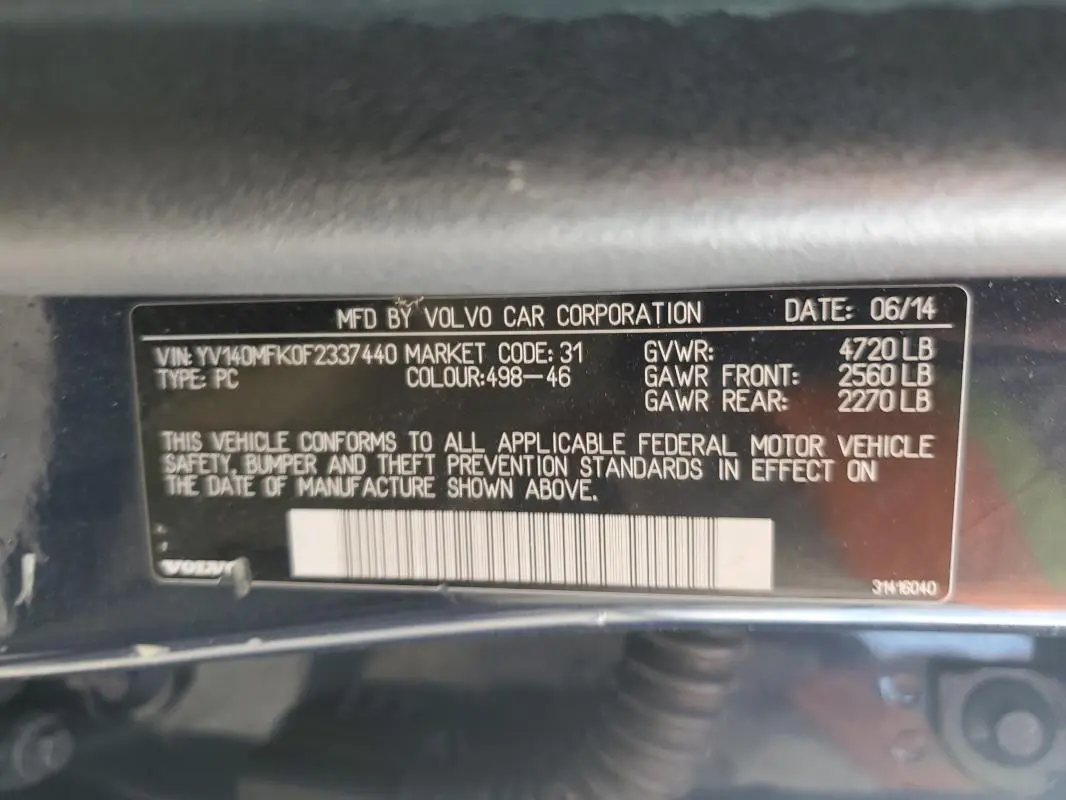 MFD BY VOLVO CAR CORPORATION DATE: 06/14
VIN: YV140MFK0F2337440 MARKET CODE: 31 GVWR: 4720 LB
TYPE: PC COLOUR:498-46 GAWR FRONT: 2560 LB
GAWR REAR: 2270 LB
THIS VEHICLE CONFORMS TO ALL APPLICABLE FEDERAL MOTOR VEHICLE
SAFETY, BUMPER AND THEFT PREVENTION STANDARDS IN EFFECT ON
THE DATE OF MANUFACTURE SHOWN ABOVE.
VOLVO
31416040